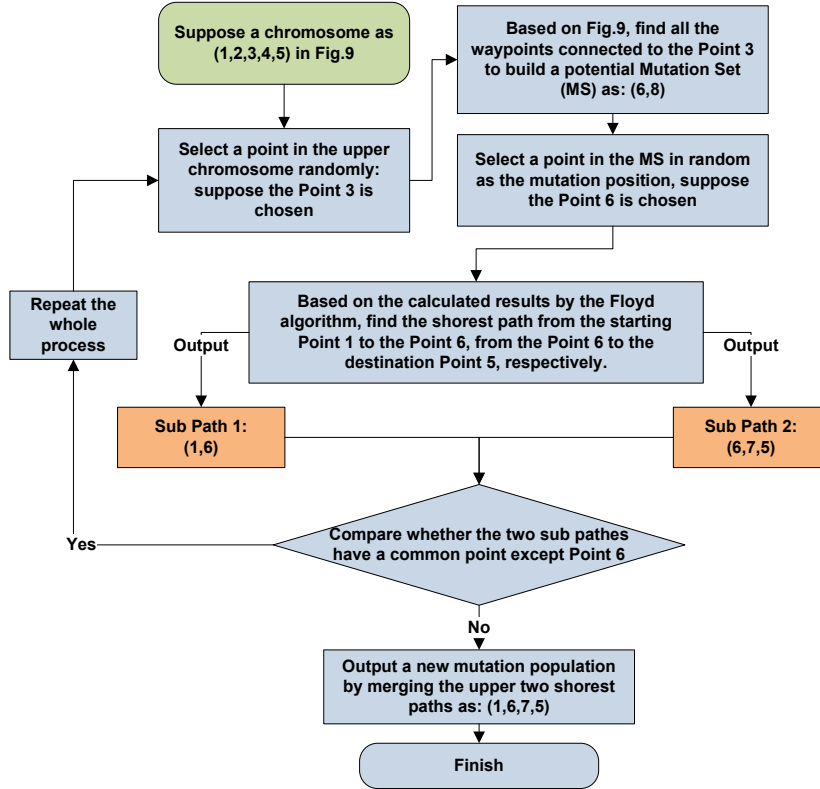 Suppose a chromosome as
(1,2,3,4,5) in Fig.9
Based on Fig.9, find all the
waypoints connected to the Point 3
to build a potential Mutation Set
(MS) as: (6,8)
Select a point in the upper
chromosome randomly:
suppose the Point 3 is
chosen
Select a point in the MS in random
as the mutation position, suppose
the Point 6 is chosen
Repeat the
whole
process
Based on the calculated results by the Floyd
algorithm, find the shorest path from the starting
Point 1 to the Point 6, from the Point 6 to the
destination Point 5, respectively.
Output
Output
Sub Path 1:
(1,6)
Sub Path 2:
(6,7,5)
Compare whether the two sub pathes
have a common point except Point 6
Yes
No
Output a new mutation population
by merging the upper two shorest
paths as: (1,6,7,5)
Finish